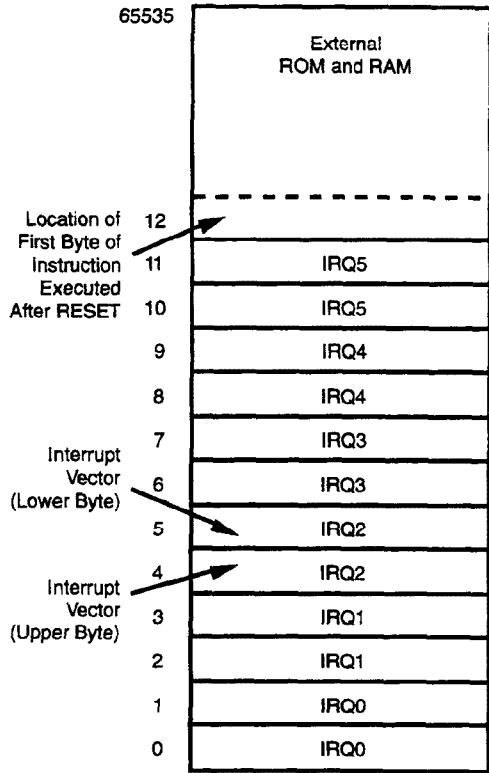 65535
External
ROM and RAM
Location of
First Byte of
Instruction
Executed
After RESET
12
11 IRQ5
10 IRQ5
9 IRQ4
8 IRQ4
7 IRQ3
Interrupt
Vector
(Lower Byte)
6 IRQ3
5 IRQ2
4 IRQ2
Interrupt
Vector
(Upper Byte)
3 IRQ1
2 IRQ1
1 IRQ0
0 IRQ0